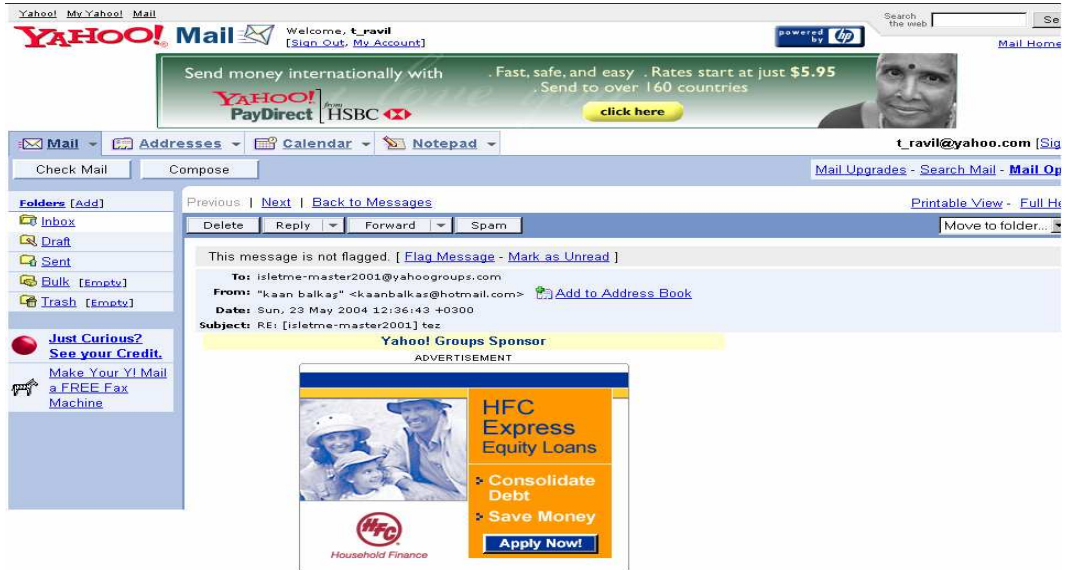 Yahoo! My Yahoo! Mail
Search the web
Se
YAHOO! Mail
Welcome, t_ravil
[Sign Out, My Account]
powered by hp
Mail Home
Send money internationally with
YAHOO! PayDirect from HSBC
. Fast, safe, and easy . Rates start at just $5.95
. Send to over 160 countries
click here
Mail Addresses Calendar Notepad
t_ravil@yahoo.com [Sig
Check Mail Compose
Mail Upgrades - Search Mail - Mail Op
Folders [Add]
Inbox
Draft
Sent
Bulk [Empty]
Trash [Empty]
Just Curious?
See your Credit.
Make Your Y! Mail
a FREE Fax
Machine
Previous | Next | Back to Messages
Printable View - Full He
Delete Reply Forward Spam
Move to folder...
This message is not flagged. [ Flag Message - Mark as Unread ]
To: isletme-master2001@yahoogroups.com
From: "kaan balkaş" <kaanbalkas@hotmail.com> Add to Address Book
Date: Sun, 23 May 2004 12:36:43 +0300
Subject: RE: [isletme-master2001] tez
Yahoo! Groups Sponsor
ADVERTISEMENT
HFC
Express
Equity Loans
Consolidate
Debt
Save Money
Apply Now!
HFC
Household Finance